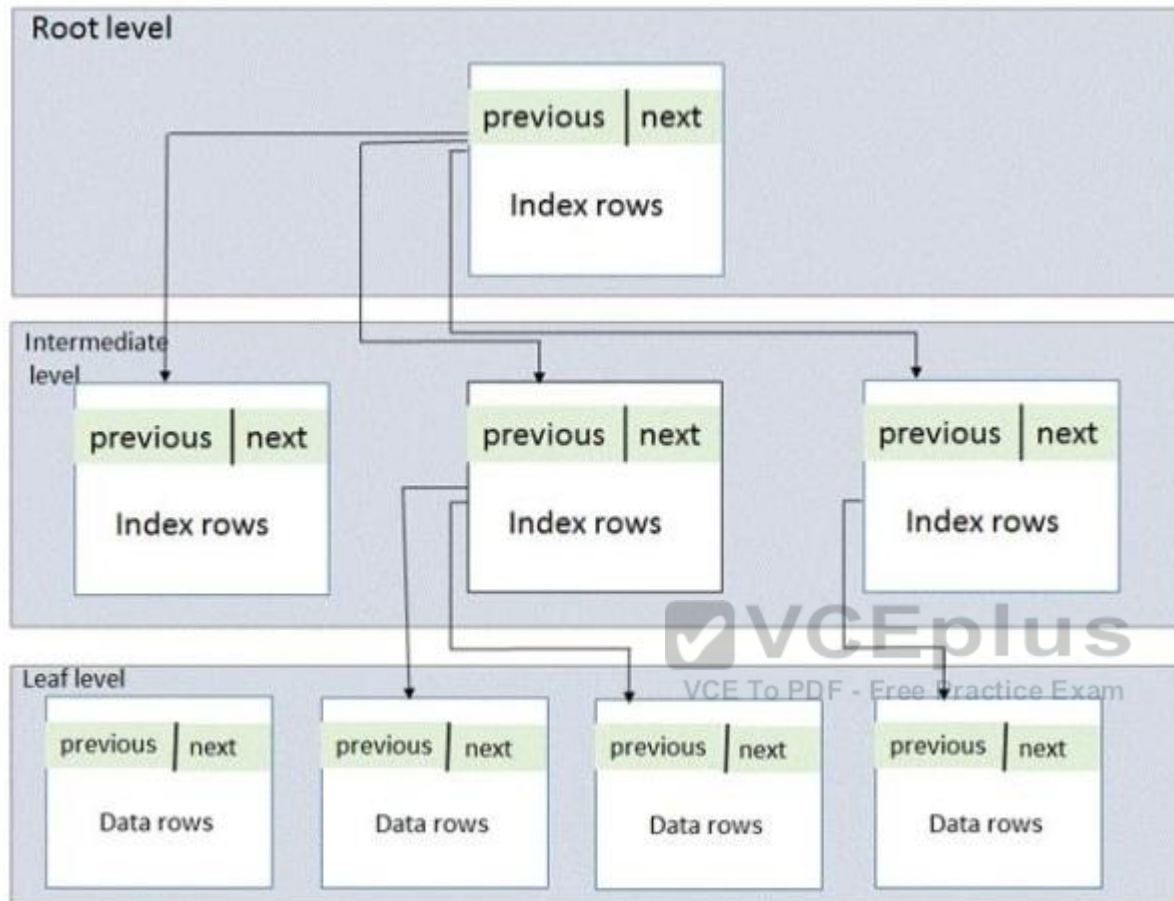 Root level
previous | next
Index rows
Intermediate
level
previous | next
previous | next
previous | next
Index rows
Index rows
Index rows
VCEplus
VCE To PDF - Free Practice Exam
Leaf level
previous | next
previous | next
previous | next
previous | next
Data rows
Data rows
Data rows
Data rows